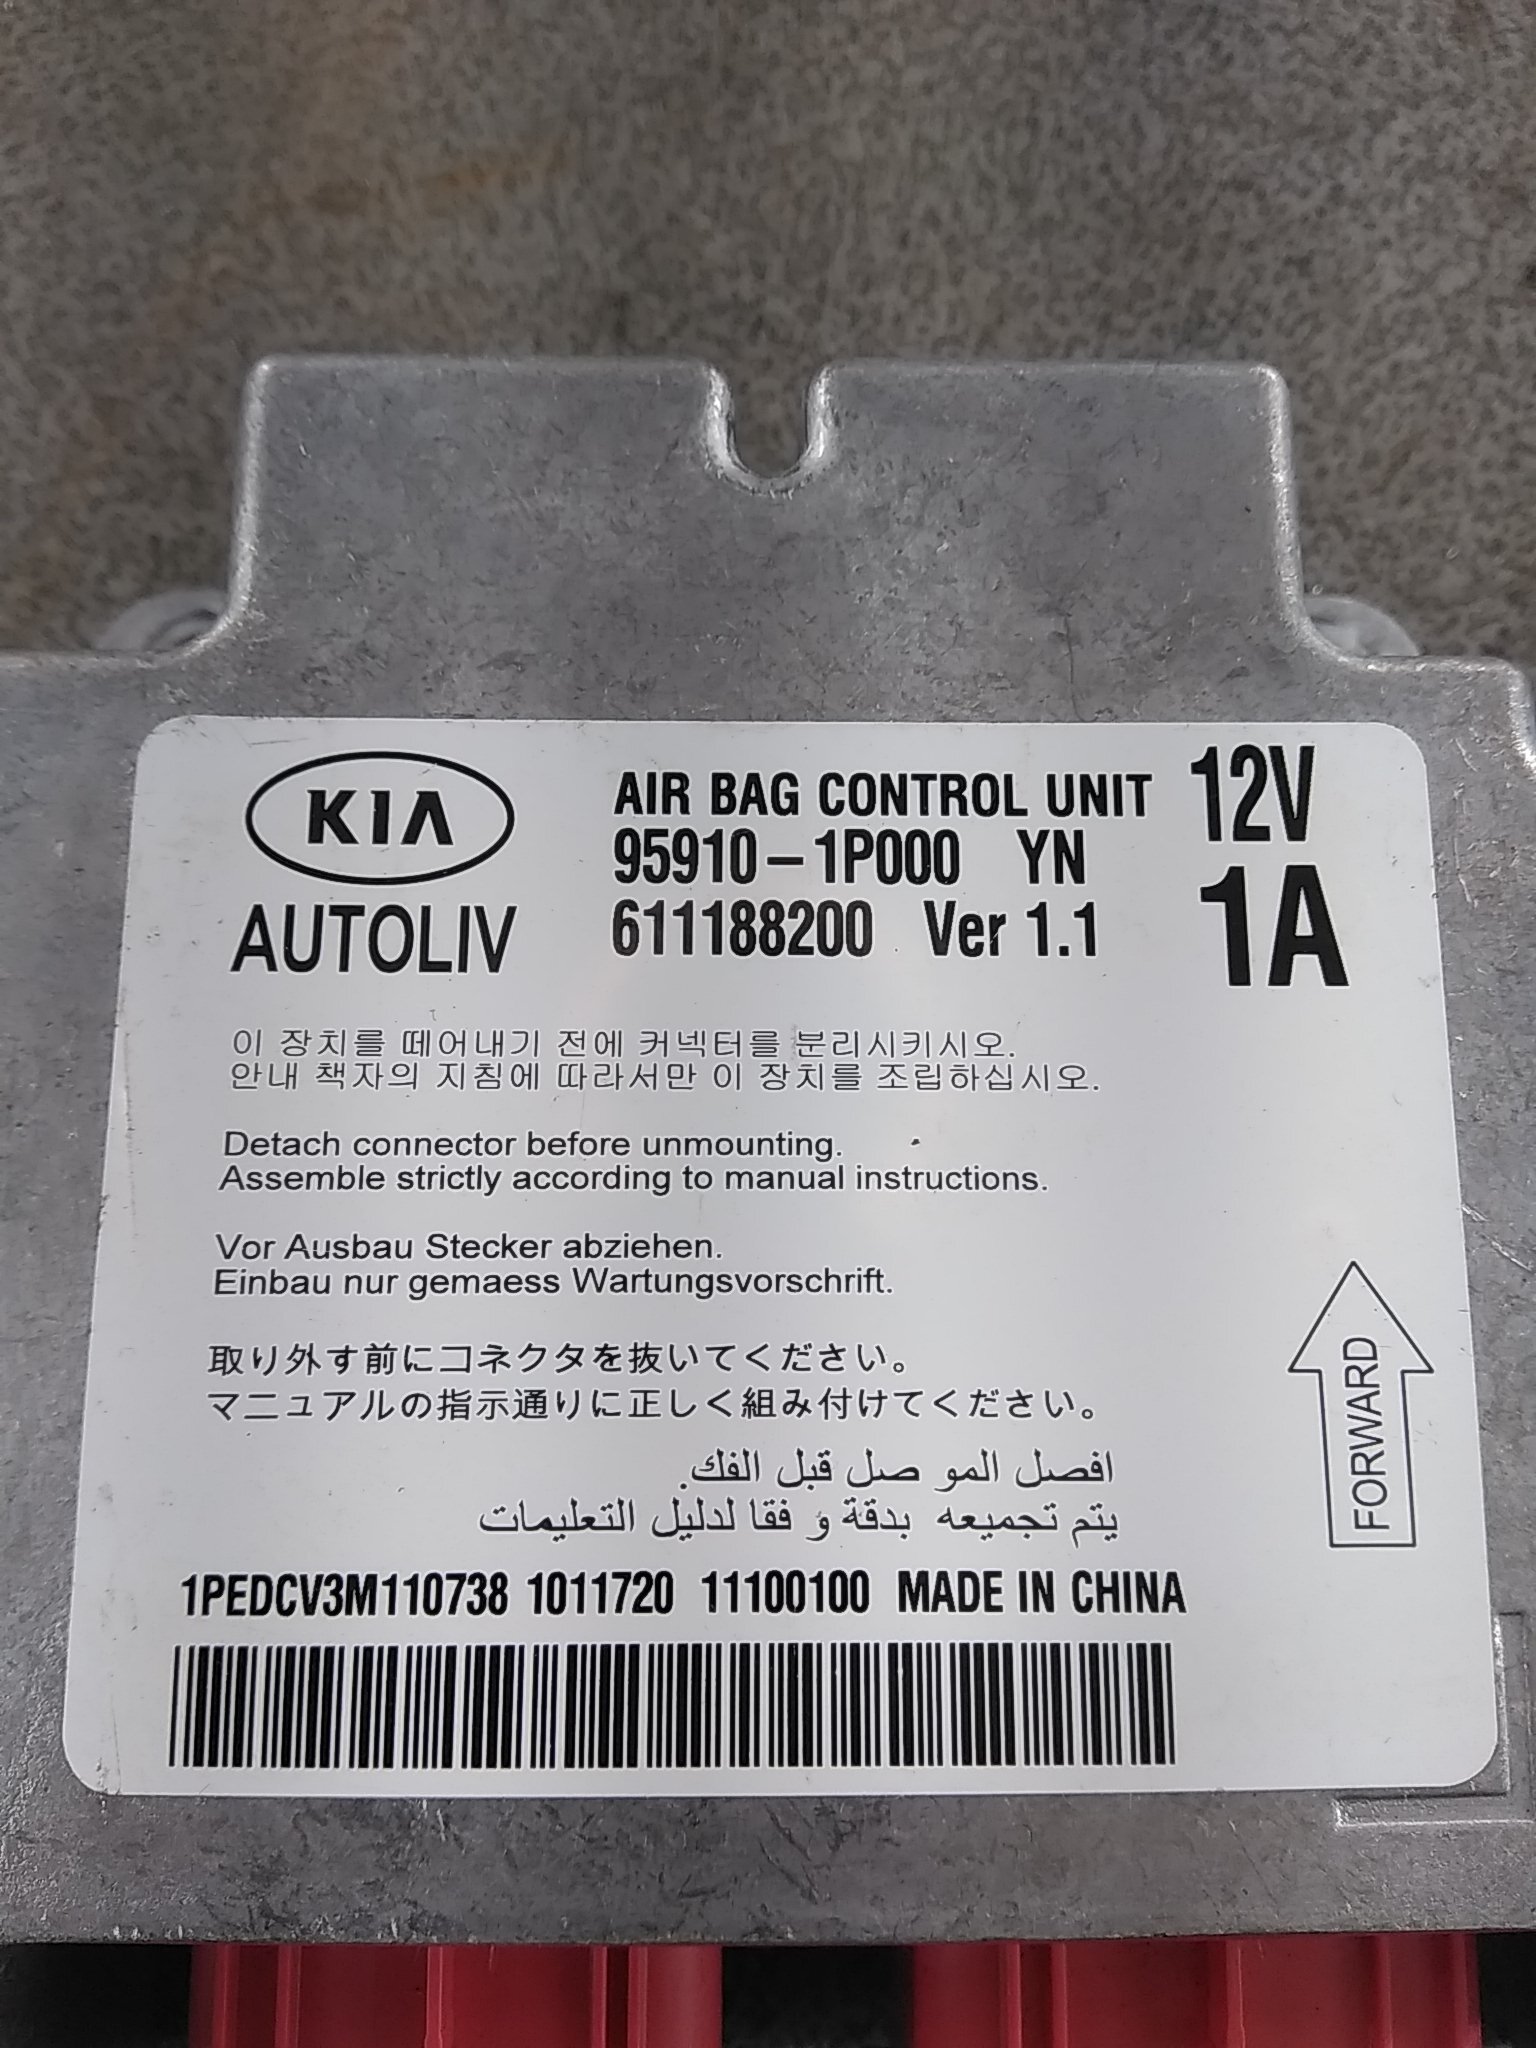 KIA
AUTOLIV
AIR BAG CONTROL UNIT
95910-1P000 YN
611188200 Ver 1.1
12V
1A
이 장치를 떼어내기 전에 커넥터를 분리시키시오.
안내 책자의 지침에 따라서만 이 장치를 조립하십시오.
Detach connector before unmounting.
Assemble strictly according to manual instructions.
Vor Ausbau Stecker abziehen.
Einbau nur gemaess Wartungsvorschrift.
取り外す前にコネクタを抜いてください。
マニュアルの指示通りに正しく組み付けてください。
افصل المو صل قبل الفك.
يتم تجميعه بدقة و فقا لدليل التعليمات
FORWARD
1PEDCV3M110738 1011720 11100100 MADE IN CHINA